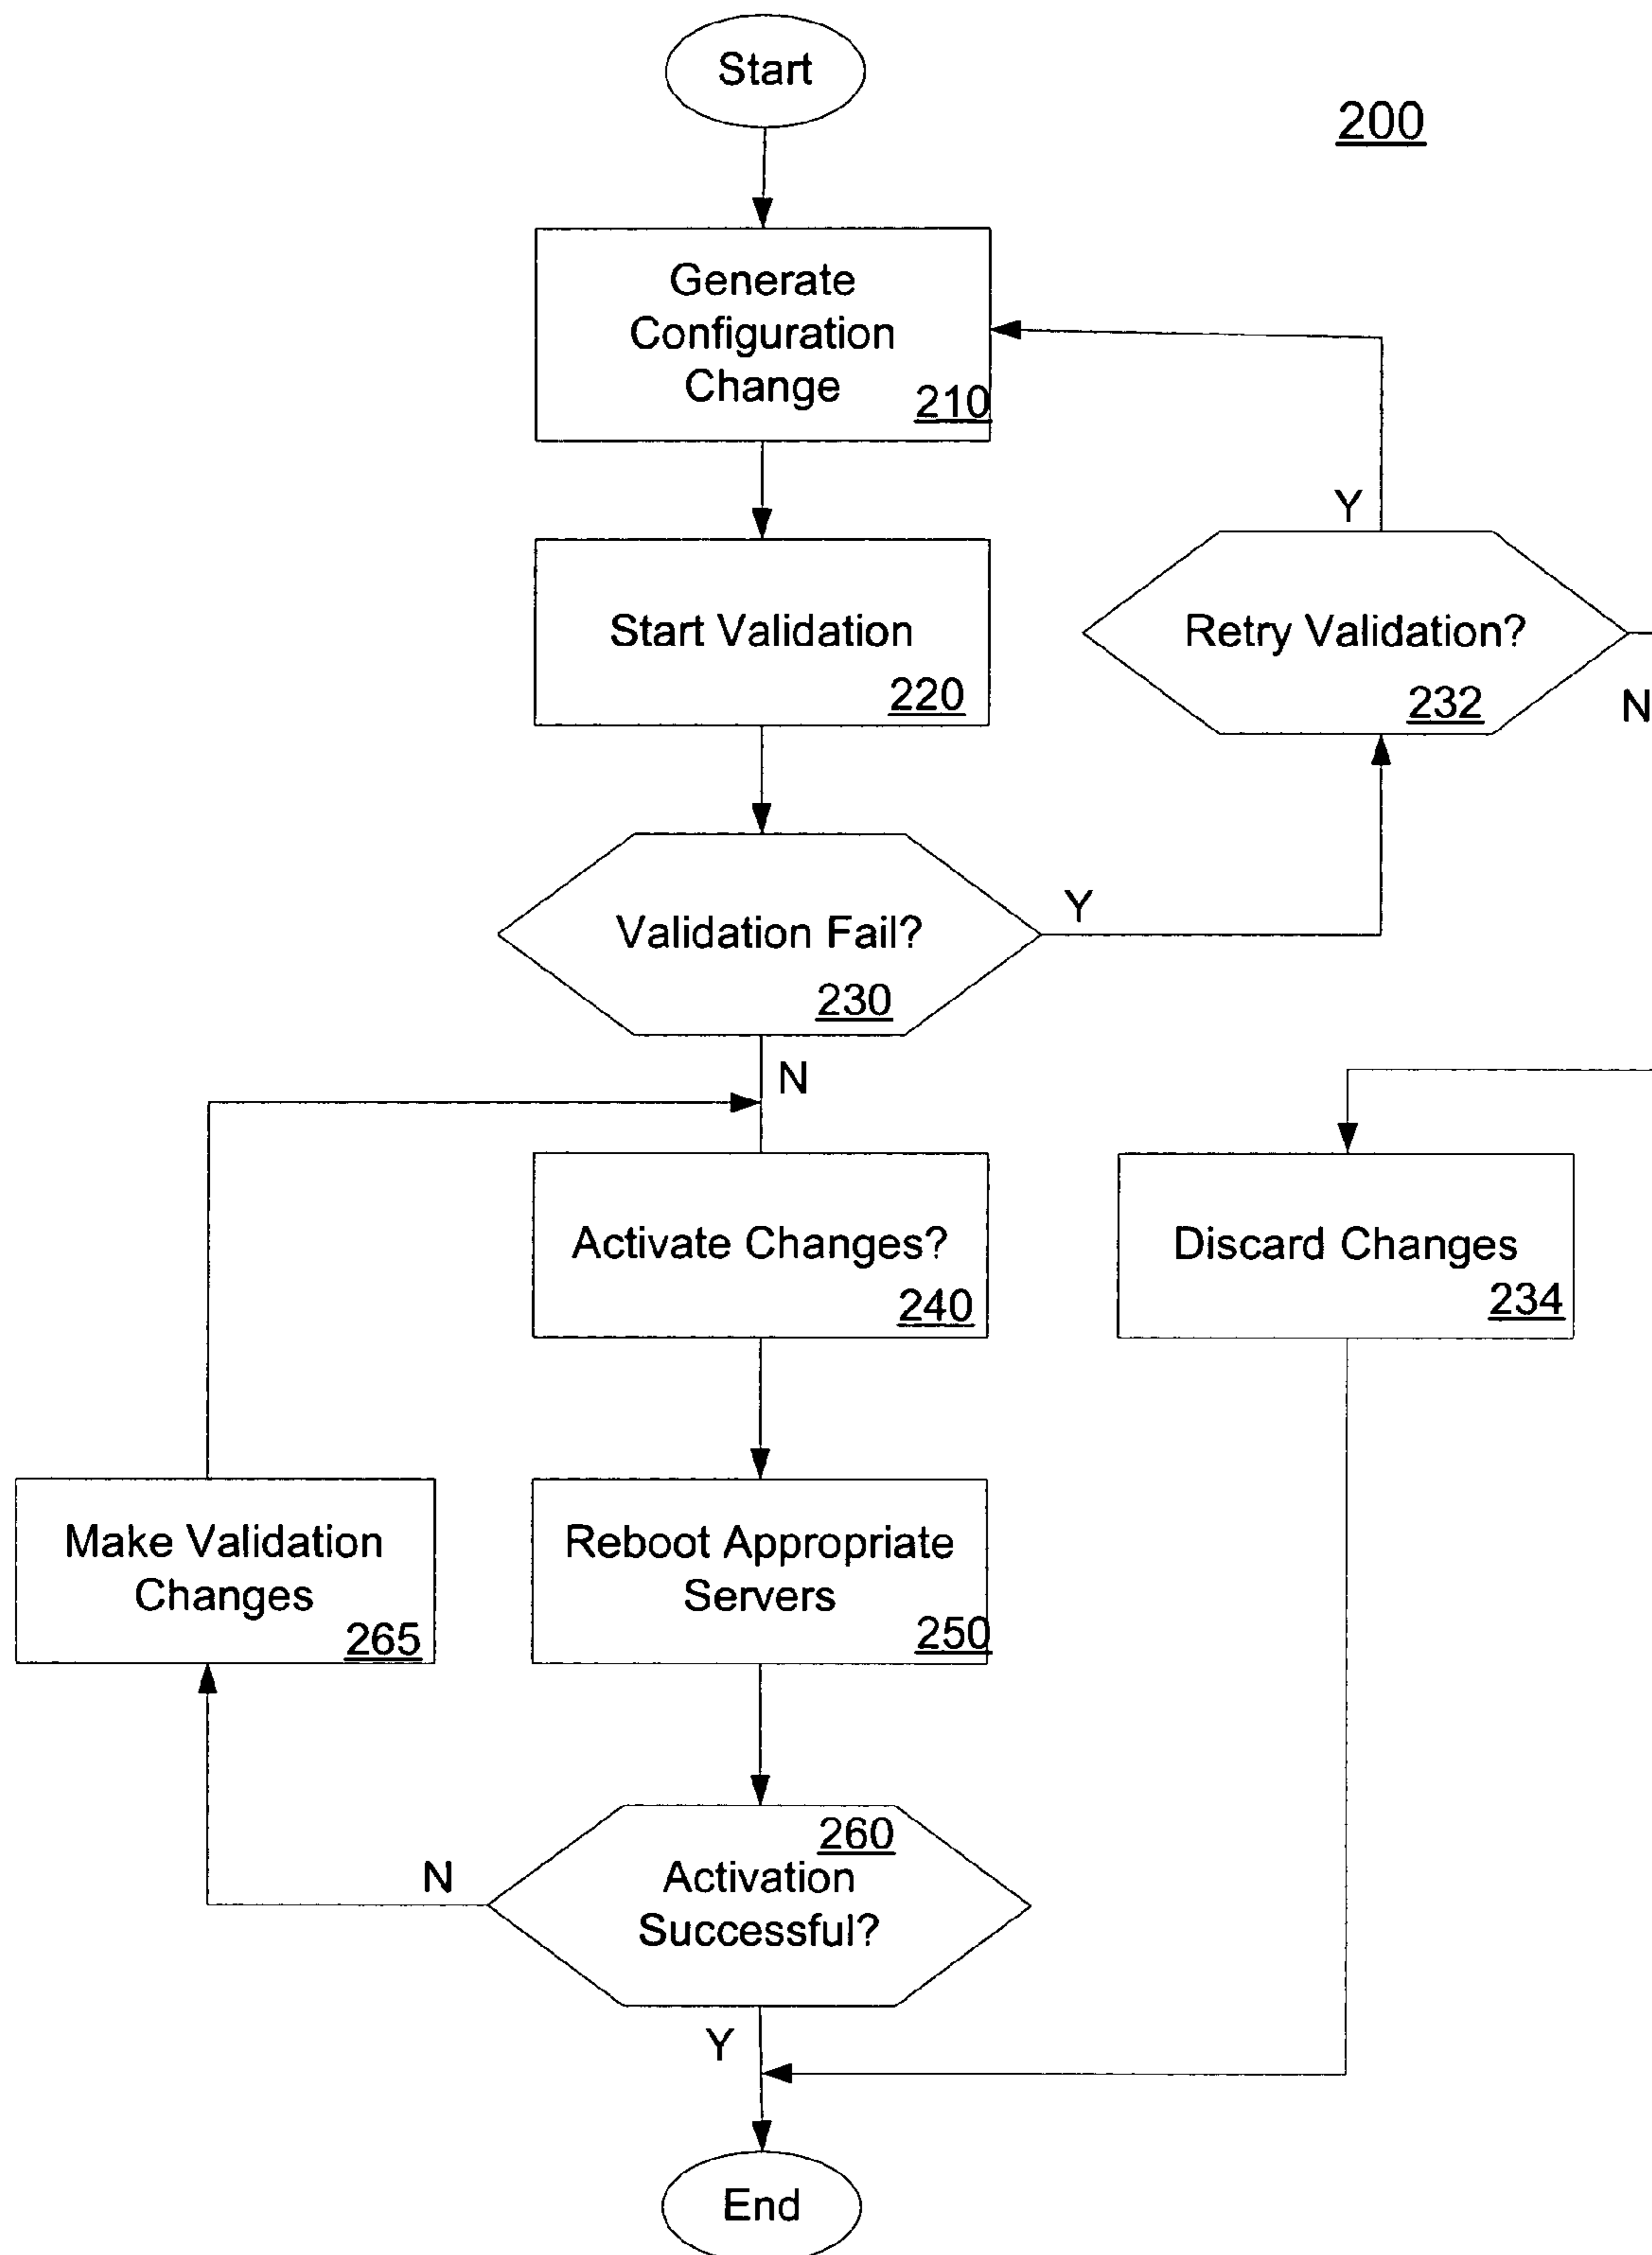 Start
200
Generate
Configuration
Change
210
Y
Start Validation
220
Retry Validation?
232
N
Validation Fail?
230
Y
N
Activate Changes?
240
Discard Changes
234
Make Validation
Changes
265
Reboot Appropriate
Servers
250
260
Activation
Successful?
N
Y
End